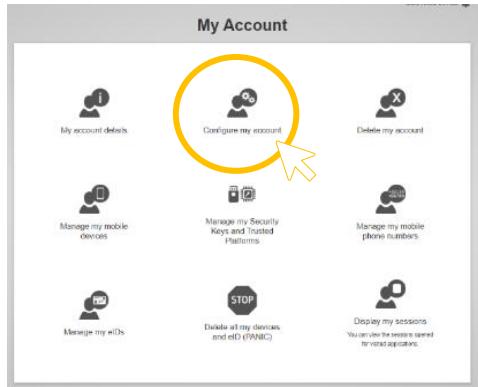 My Account
My account details
Configure my account
Delete my account
Manage my mobile
devices
Manage my Security
Keys and Trusted
Platforms
Manage my mobile
phone numbers
Manage my eIDs
STOP
Delete all my devices
and eID (PANIC)
Display my sessions
You can view the sessions opened
for visited applications.